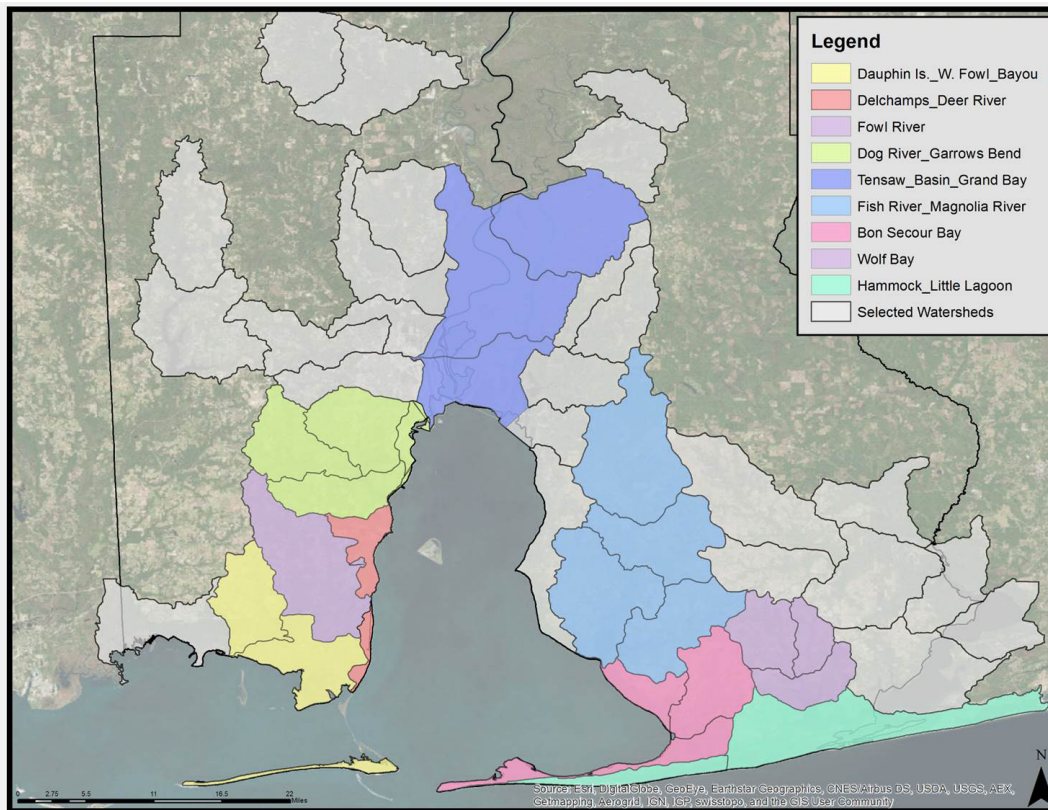 Legend
Dauphin Is._W. Fowl_Bayou
Delchamps_Deer River
Fowl River
Dog River_Garrows Bend
Tensaw_Basin_Grand Bay
Fish River_Magnolia River
Bon Secour Bay
Wolf Bay
Hammock_Little Lagoon
Selected Watersheds
N
0 2.75 5.5 11 16.5 22
Miles
Source: Esri, DigitalGlobe, GeoEye, Earthstar Geographics, CNES/Airbus DS, USDA, USGS, AEX,
Getmapping, Aerogrid, IGN, IGP, swisstopo, and the GIS User Community